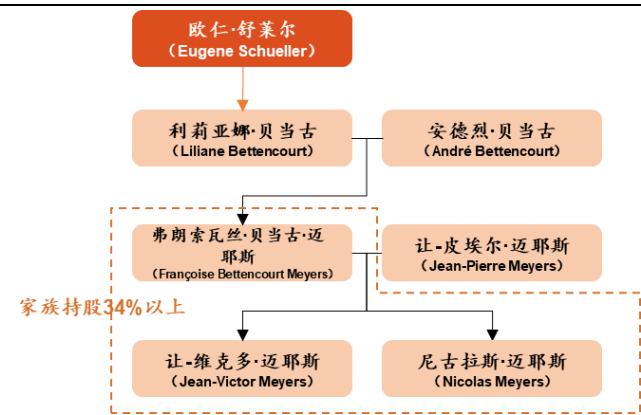 欧仁·舒莱尔
（Eugene Schueller）
利莉亚娜·贝当古
（Liliane Bettencourt）
安德烈·贝当古
（André Bettencourt）
弗朗索瓦丝·贝当古·迈
耶斯
（Françoise Bettencourt Meyers）
让-皮埃尔·迈耶斯
（Jean-Pierre Meyers）
家族持股34%以上
让-维克多·迈耶斯
（Jean-Victor Meyers）
尼古拉斯·迈耶斯
（Nicolas Meyers）